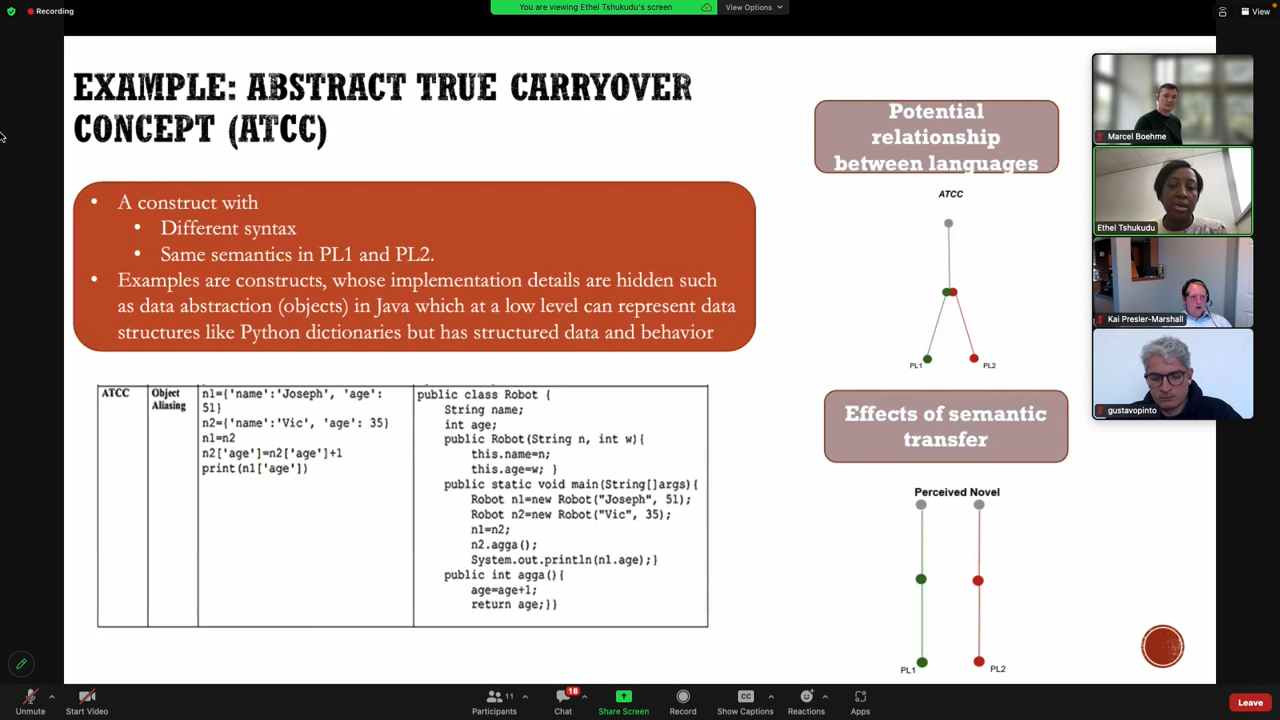 Recording
You are viewing Ethel Tshukudu's screen
View Options
View
EXAMPLE: ABSTRACT TRUE CARRYOVER
CONCEPT (ATCC)
• A construct with
• Different syntax
• Same semantics in PL1 and PL2.
• Examples are constructs, whose implementation details are hidden such
as data abstraction (objects) in Java which at a low level can represent data
structures like Python dictionaries but has structured data and behavior
ATCC
Object
Aliasing
n1={'name':'Joseph', 'age':
51}
n2={'name':'Vic', 'age': 35}
n1=n2
n2['age']=n2['age']+1
print(n1['age'])
public class Robot {
String name;
int age;
public Robot(String n, int w){
this.name=n;
this.age=w; }
public static void main(String[]args){
Robot n1=new Robot("Joseph", 51);
Robot n2=new Robot("Vic", 35);
n1=n2;
n2.agga();
System.out.println(n1.age);}
public int agga(){
age=age+1;
return age;}}
Potential
relationship
between languages
ATCC
PL1
PL2
Effects of semantic
transfer
Perceived Novel
PL1
PL2
Marcel Boehme
Ethel Tshukudu
Kai Presler-Marshall
gustavopinto
Unmute
Start Video
11
Participants
18
Chat
Share Screen
Record
CC
Show Captions
Reactions
Apps
Leave